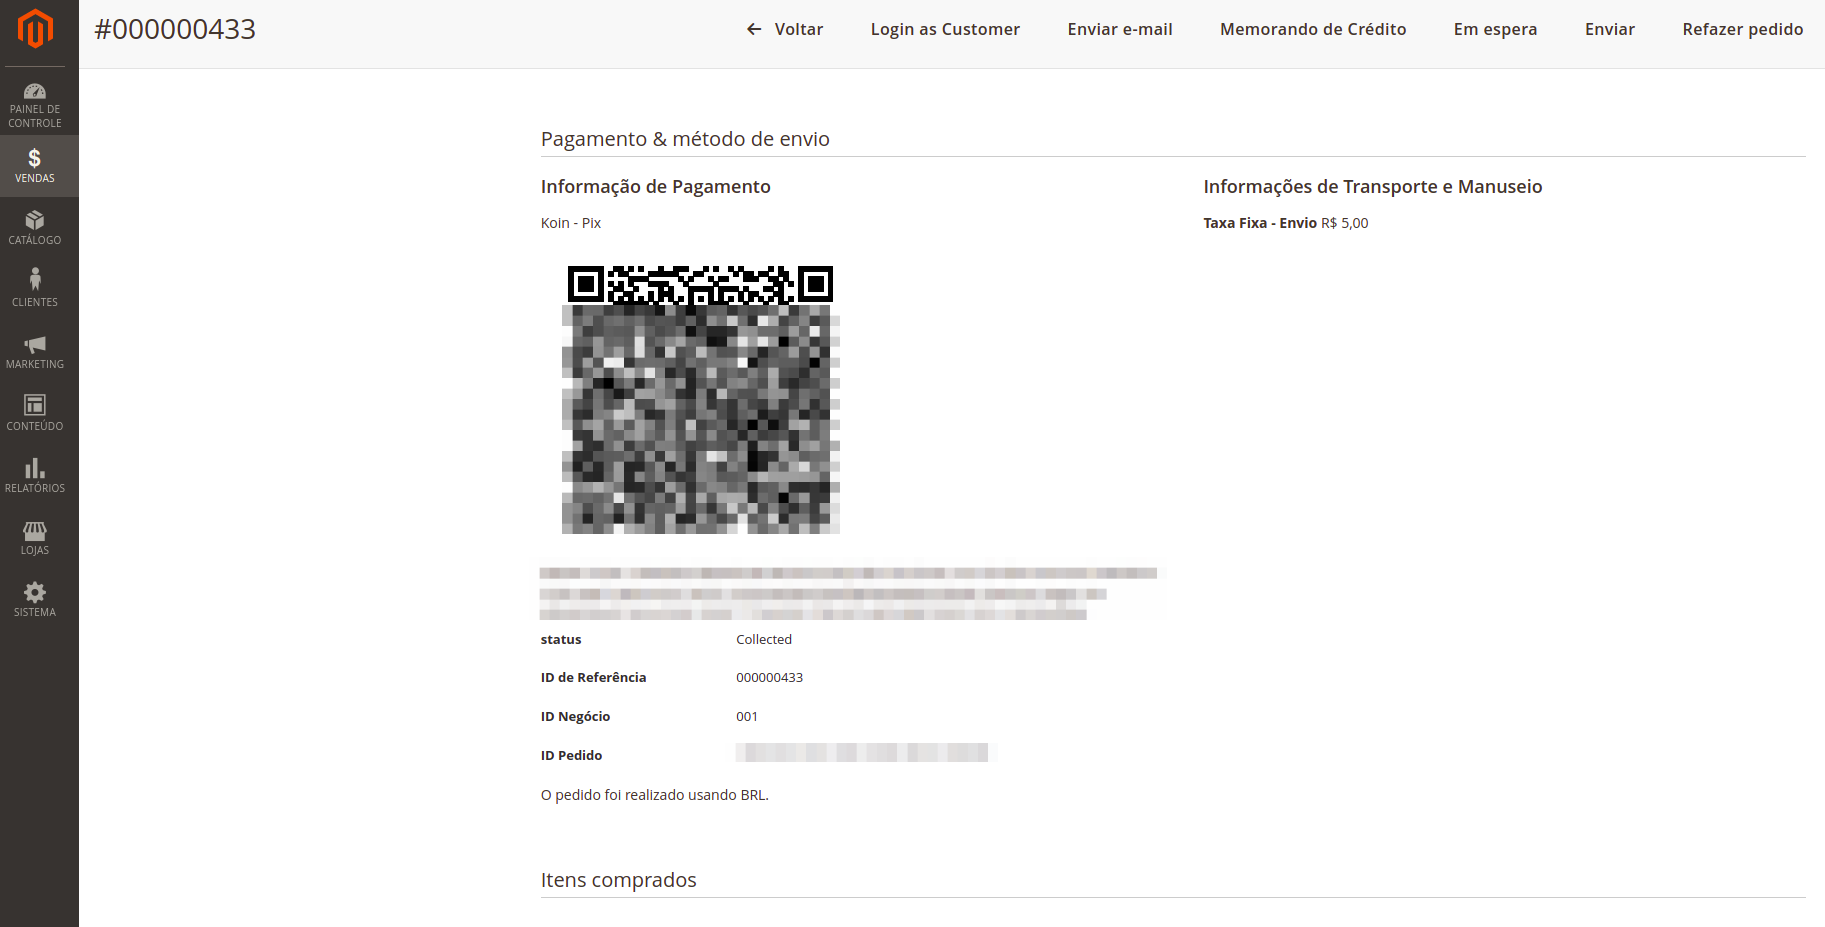 #000000433
Voltar
Login as Customer
Enviar e-mail
Memorando de Crédito
Em espera
Enviar
Refazer pedido
PAINEL DE
CONTROLE
$
VENDAS
CATÁLOGO
CLIENTES
MARKETING
CONTEÚDO
RELATÓRIOS
LOJAS
SISTEMA
Pagamento & método de envio
Informação de Pagamento
Koin - Pix
Informações de Transporte e Manuseio
Taxa Fixa - Envio R$ 5,00
status Collected
ID de Referência 000000433
ID Negócio 001
ID Pedido
O pedido foi realizado usando BRL.
Itens comprados